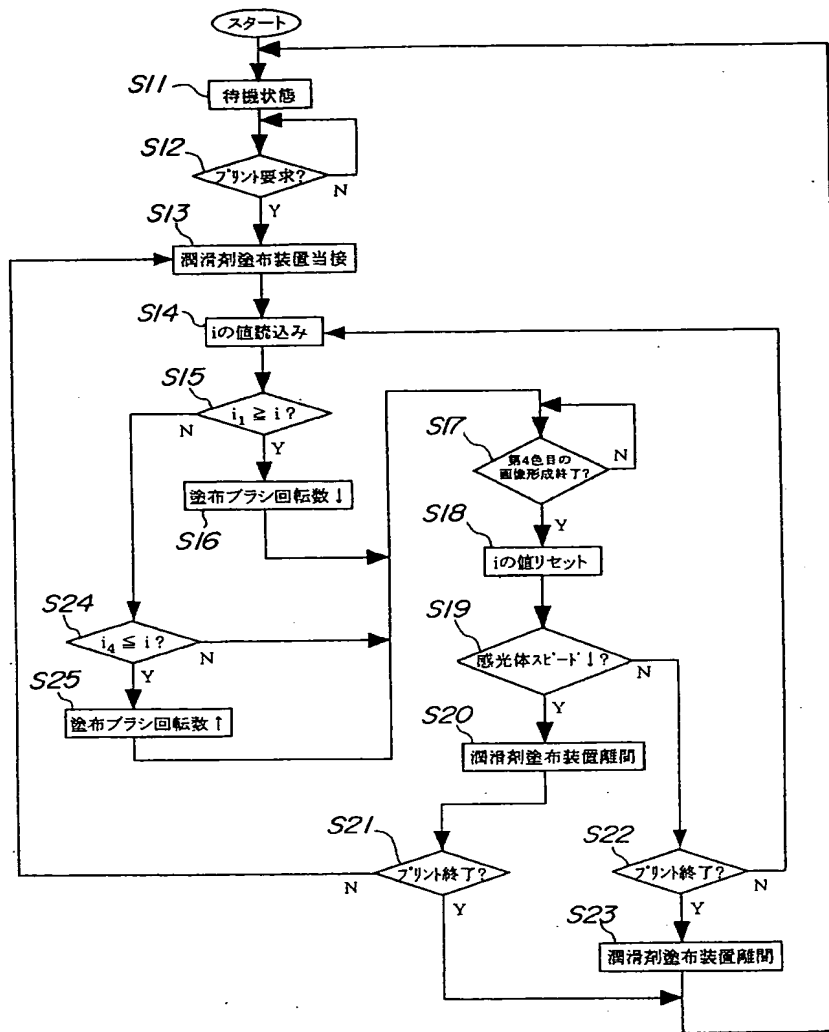 スタート
S11
待機状態
S12
プリント要求?
N
Y
S13
潤滑剤塗布装置当接
S14
iの値読込み
S15
i1 ≧ i?
N
Y
塗布ブラシ回転数↓
S16
S24
i4 ≦ i?
N
Y
S25
塗布ブラシ回転数↑
S17
第4色目の
画像形成終了?
N
Y
S18
iの値リセット
S19
感光体スピード↓?
N
Y
S20
潤滑剤塗布装置離間
S21
プリント終了?
N
Y
S22
プリント終了?
N
Y
S23
潤滑剤塗布装置離間